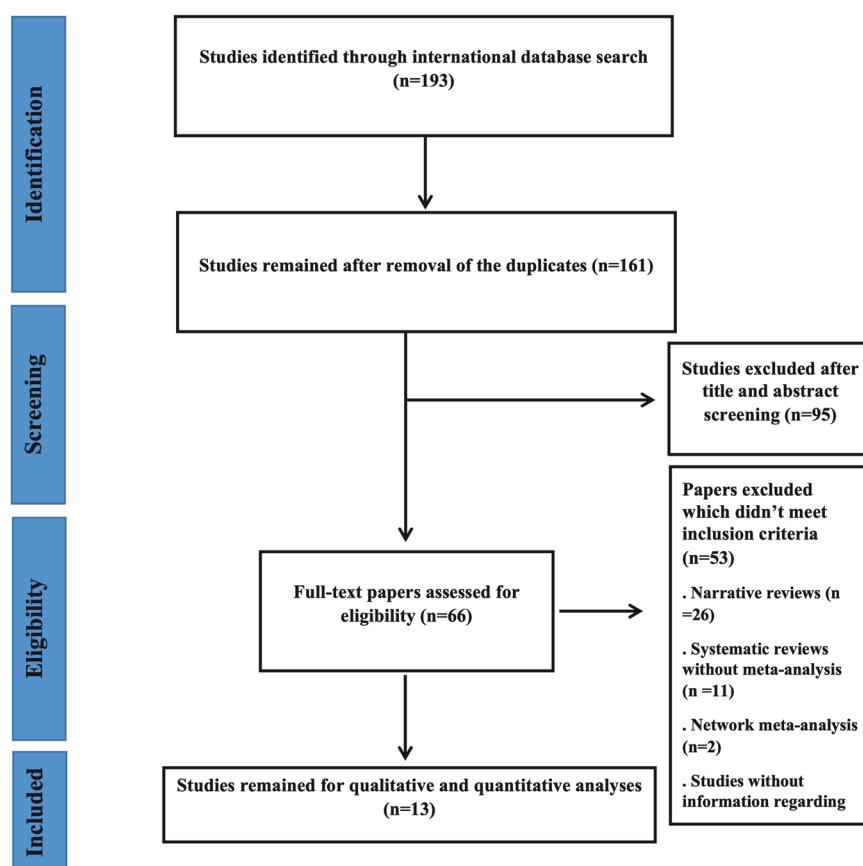 Identification
Studies identified through international database search
(n=193)
Studies remained after removal of the duplicates (n=161)
Screening
Studies excluded after
title and abstract
screening (n=95)
Eligibility
Full-text papers assessed for
eligibility (n=66)
Papers excluded
which didn’t meet
inclusion criteria
(n=53)
. Narrative reviews (n
=26)
. Systematic reviews
without meta-analysis
(n =11)
. Network meta-analysis
(n=2)
. Studies without
information regarding
Included
Studies remained for qualitative and quantitative analyses
(n=13)